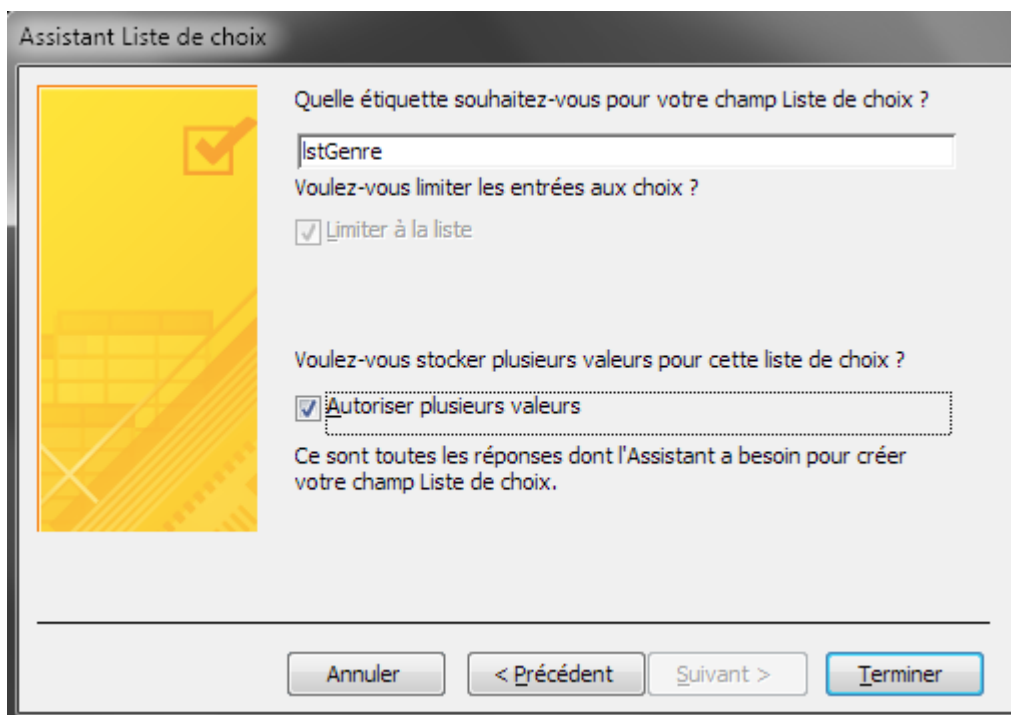 Assistant Liste de choix
Quelle étiquette souhaitez-vous pour votre champ Liste de choix ?
lstGenre
Voulez-vous limiter les entrées aux choix ?
Limiter à la liste
Voulez-vous stocker plusieurs valeurs pour cette liste de choix ?
Autoriser plusieurs valeurs
Ce sont toutes les réponses dont l'Assistant a besoin pour créer
votre champ Liste de choix.
Annuler
< Précédent
Suivant >
Terminer